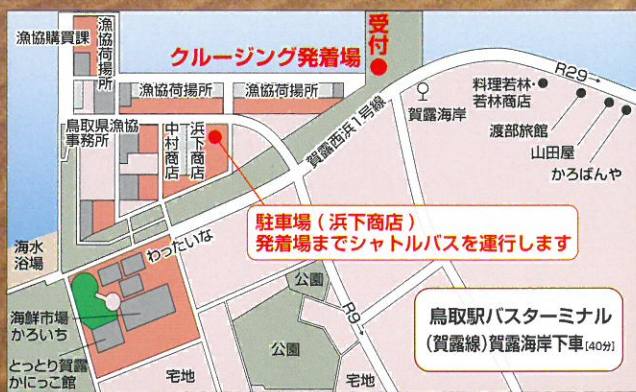 漁協購買課
漁協荷揚所
クルージング発着場
受付
漁協荷揚所
漁協荷揚所
賀露海岸
料理若林・
若林商店
R29→
渡部旅館
山田屋
かろばんや
鳥取県漁協
事務所
中村商店
浜下商店
賀露西浜1号線
駐車場(浜下商店)
発着場までシャトルバスを運行します
海水
浴場
わったいな
海鮮市場
かろいち
とっとり賀露
かにっこ館
公園
公園
R9→
宅地
宅地
鳥取駅バスターミナル
(賀露線)賀露海岸下車[40分]